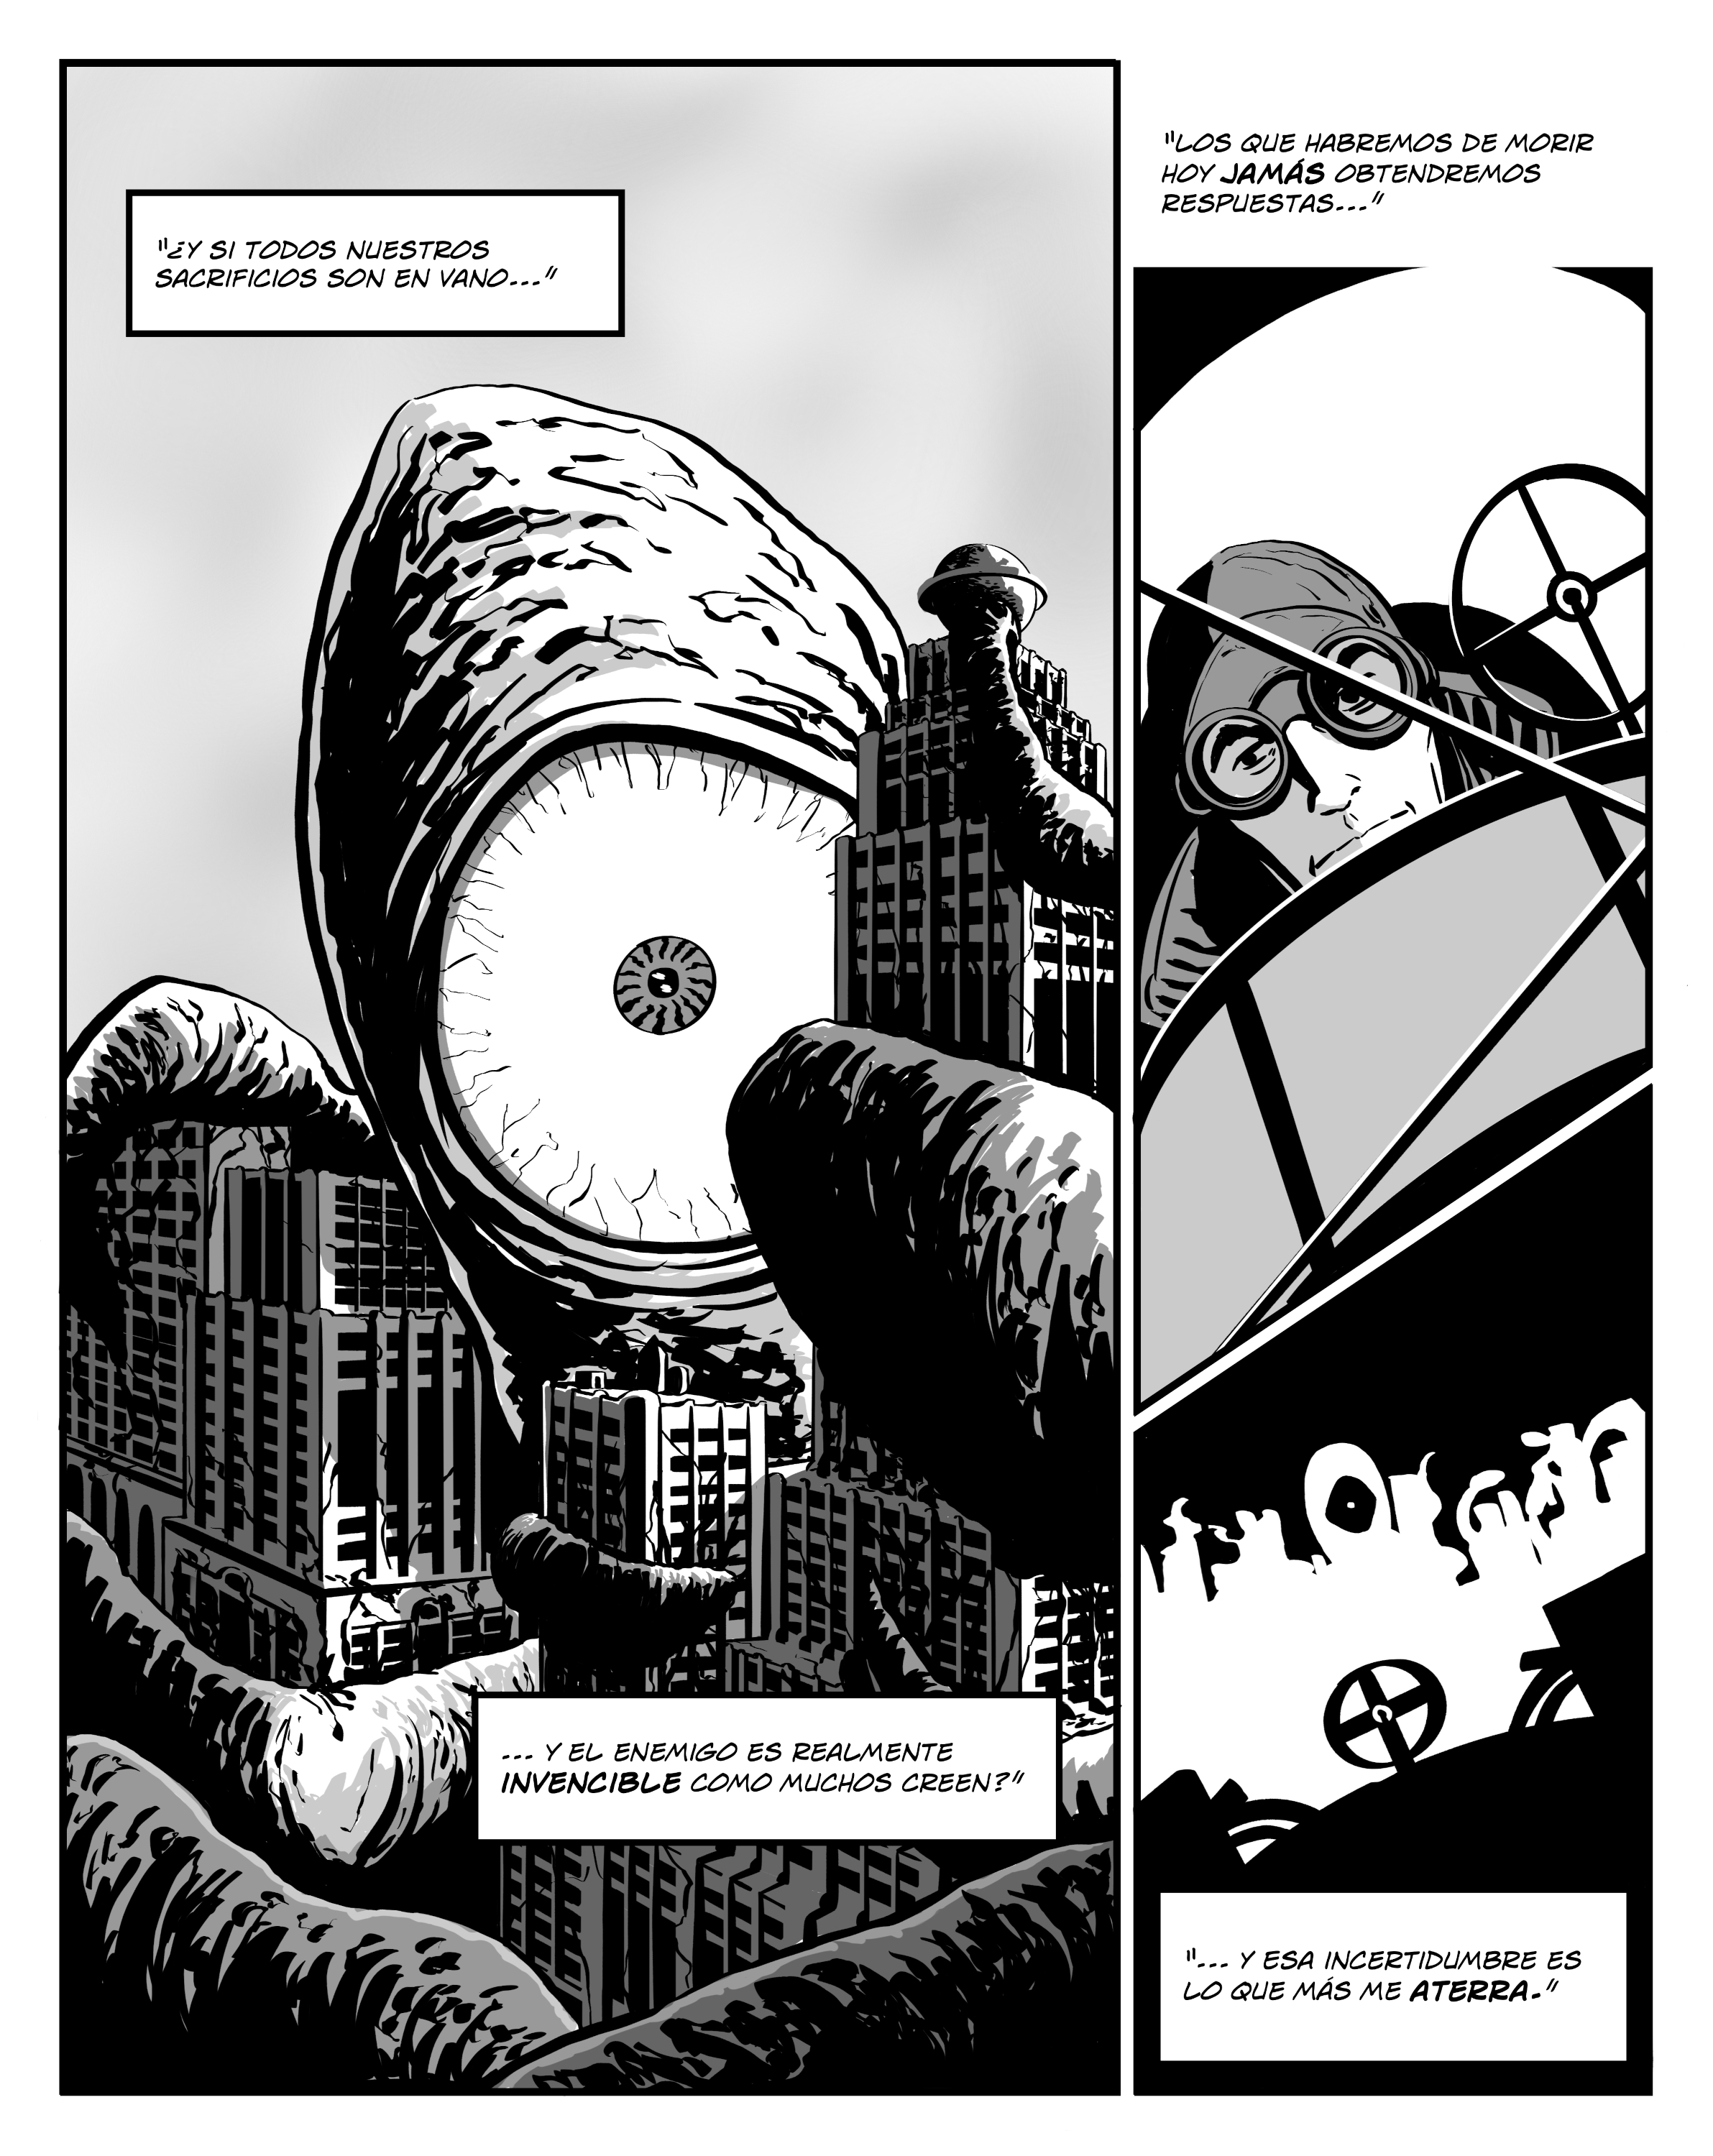 "¿Y SI TODOS NUESTROS
SACRIFICIOS SON EN VANO..."
... Y EL ENEMIGO ES REALMENTE
INVENCIBLE COMO MUCHOS CREEN?"
"LOS QUE HABREMOS DE MORIR
HOY JAMÁS OBTENDREMOS
RESPUESTAS..."
"... Y ESA INCERTIDUMBRE ES
LO QUE MÁS ME ATERRA."